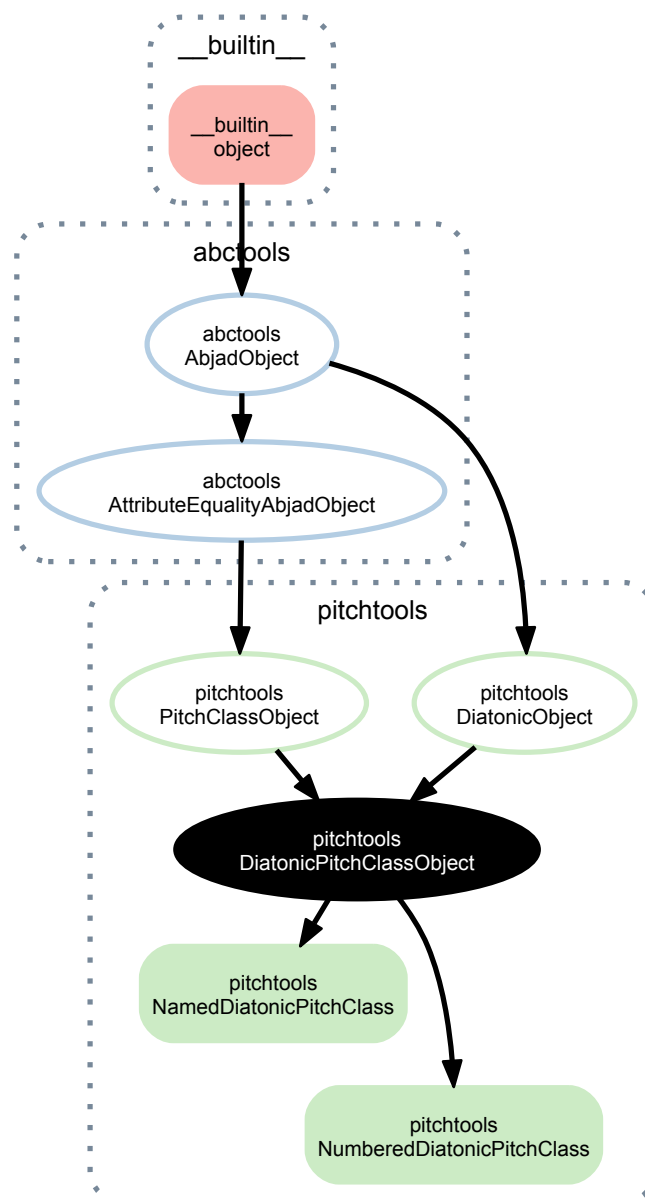 __builtin__
__builtin__
object
abctools
abctools
AbjadObject
abctools
AttributeEqualityAbjadObject
pitchtools
pitchtools
PitchClassObject
pitchtools
DiatonicObject
pitchtools
DiatonicPitchClassObject
pitchtools
NamedDiatonicPitchClass
pitchtools
NumberedDiatonicPitchClass